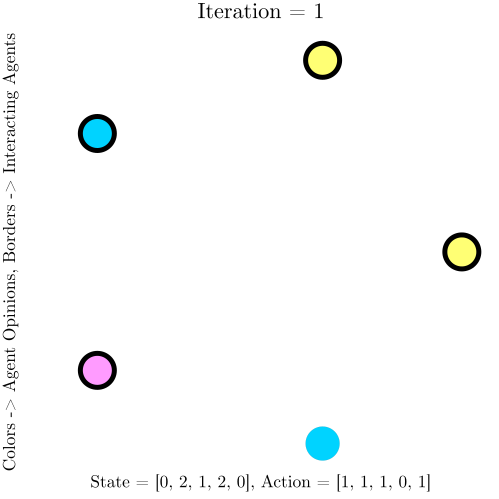 Iteration = 1
Colors -> Agent Opinions, Borders -> Interacting Agents
State = [0, 2, 1, 2, 0], Action = [1, 1, 1, 0, 1]